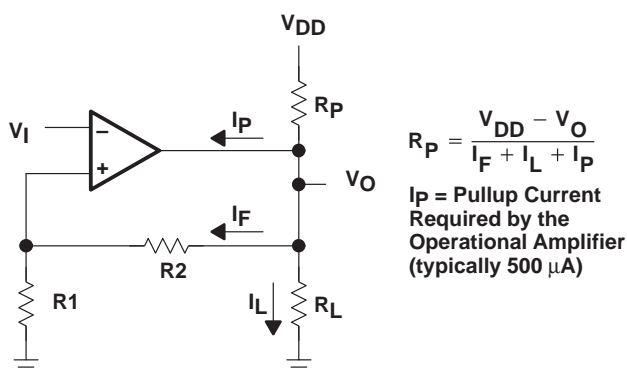 VDD
RP
IP
VI
−
+
VO
IF
R2
R1
IL
RL
RP = VDD − VO / IF + IL + IP
IP = Pullup Current
Required by the
Operational Amplifier
(typically 500 μA)